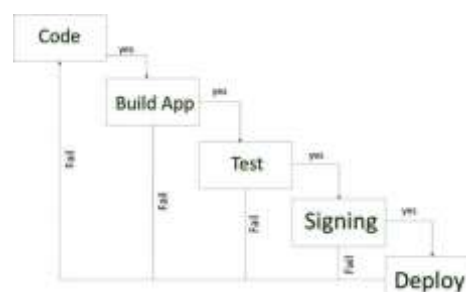 Code
yes
Build App
yes
Test
yes
Signing
yes
Deploy
Fail
Fail
Fail
Fail